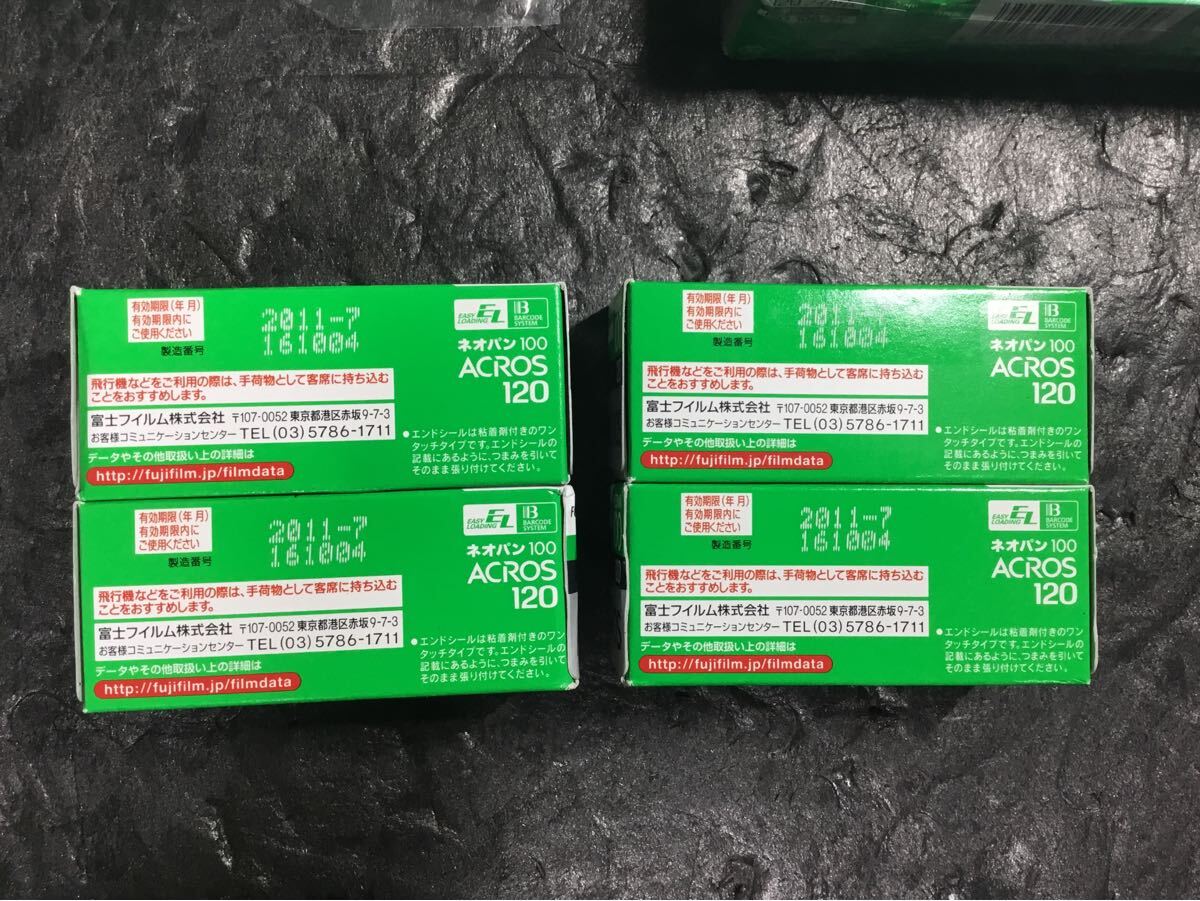 有効期限(年月)
有効期限内に
ご使用ください
製造番号
2011-7
161004
EASY LOADING EL
B BARCODE SYSTEM
ネオパン 100
ACROS
120
飛行機などをご利用の際は、手荷物として客席に持ち込む
ことをおすすめします。
富士フイルム株式会社 〒107-0052 東京都港区赤坂9-7-3
お客様コミュニケーションセンター TEL(03)5786-1711
データやその他取扱い上の詳細は
http://fujifilm.jp/filmdata
●エンドシールは粘着剤付きのワン
タッチタイプです。エンドシールの
記載にあるように、つまみを引いて
そのまま張り付けてください。
有効期限(年月)
有効期限内に
ご使用ください
製造番号
2011-7
161004
EASY LOADING EL
B BARCODE SYSTEM
ネオパン 100
ACROS
120
飛行機などをご利用の際は、手荷物として客席に持ち込む
ことをおすすめします。
富士フイルム株式会社 〒107-0052 東京都港区赤坂9-7-3
お客様コミュニケーションセンター TEL(03)5786-1711
データやその他取扱い上の詳細は
http://fujifilm.jp/filmdata
●エンドシールは粘着剤付きのワン
タッチタイプです。エンドシールの
記載にあるように、つまみを引いて
そのまま張り付けてください。
有効期限(年月)
有効期限内に
ご使用ください
製造番号
2011-7
161004
EASY LOADING EL
B BARCODE SYSTEM
ネオパン 100
ACROS
120
飛行機などをご利用の際は、手荷物として客席に持ち込む
ことをおすすめします。
富士フイルム株式会社 〒107-0052 東京都港区赤坂9-7-3
お客様コミュニケーションセンター TEL(03)5786-1711
データやその他取扱い上の詳細は
http://fujifilm.jp/filmdata
●エンドシールは粘着剤付きのワン
タッチタイプです。エンドシールの
記載にあるように、つまみを引いて
そのまま張り付けてください。
有効期限(年月)
有効期限内に
ご使用ください
製造番号
2011-7
161004
EASY LOADING EL
B BARCODE SYSTEM
ネオパン 100
ACROS
120
飛行機などをご利用の際は、手荷物として客席に持ち込む
ことをおすすめします。
富士フイルム株式会社 〒107-0052 東京都港区赤坂9-7-3
お客様コミュニケーションセンター TEL(03)5786-1711
データやその他取扱い上の詳細は
http://fujifilm.jp/filmdata
●エンドシールは粘着剤付きのワン
タッチタイプです。エンドシールの
記載にあるように、つまみを引いて
そのまま張り付けてください。